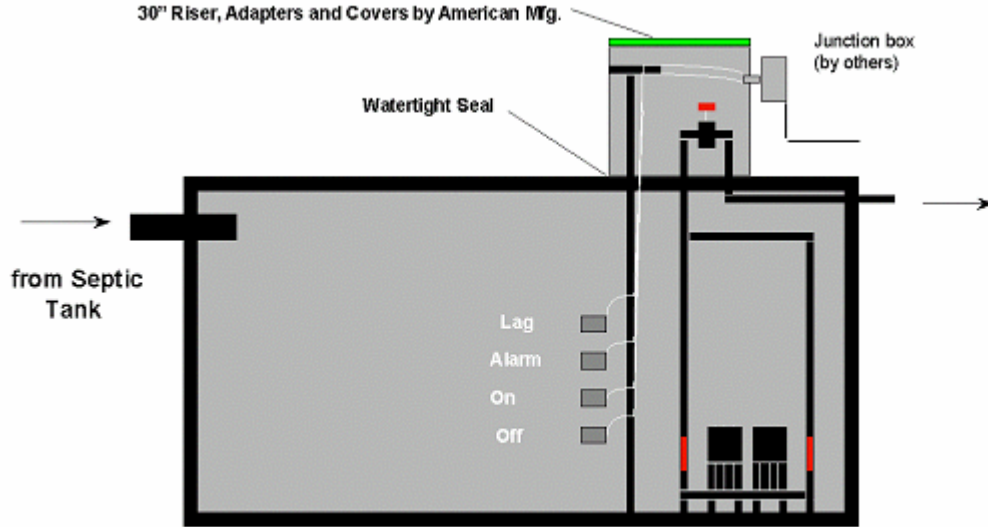 30" Riser, Adapters and Covers by American Mfg.
Junction box
(by others)
Watertight Seal
from Septic
Tank
Lag
Alarm
On
Off